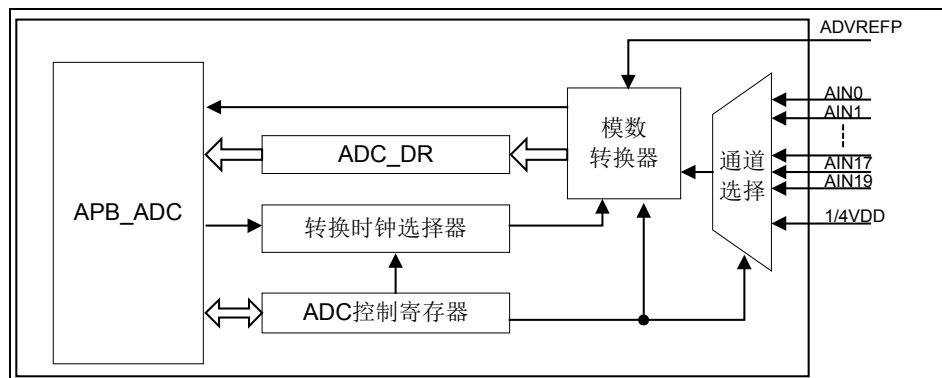 ADVREFP
AIN0
AIN1
模数
转换器
ADC_DR
通道
选择
AIN17
AIN19
APB_ADC
转换时钟选择器
1/4VDD
ADC控制寄存器